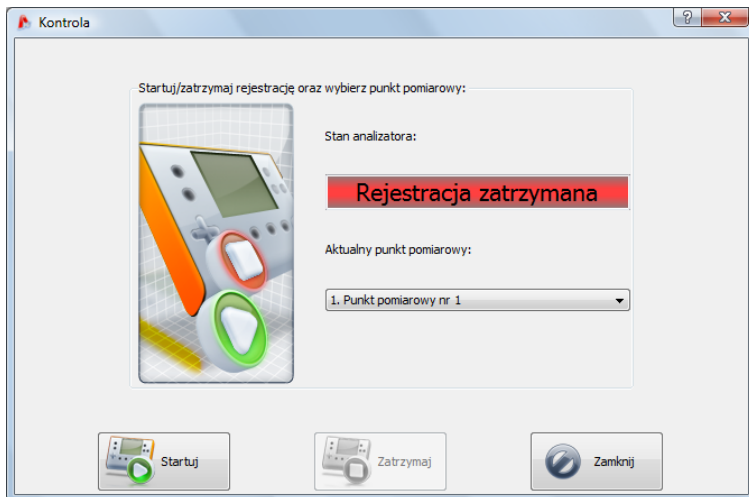 Kontrola
Startuj/zatrzymaj rejestrację oraz wybierz punkt pomiarowy:
Stan analizatora:
Rejestracja zatrzymana
Aktualny punkt pomiarowy:
1. Punkt pomiarowy nr 1
Startuj
Zatrzymaj
Zamknij